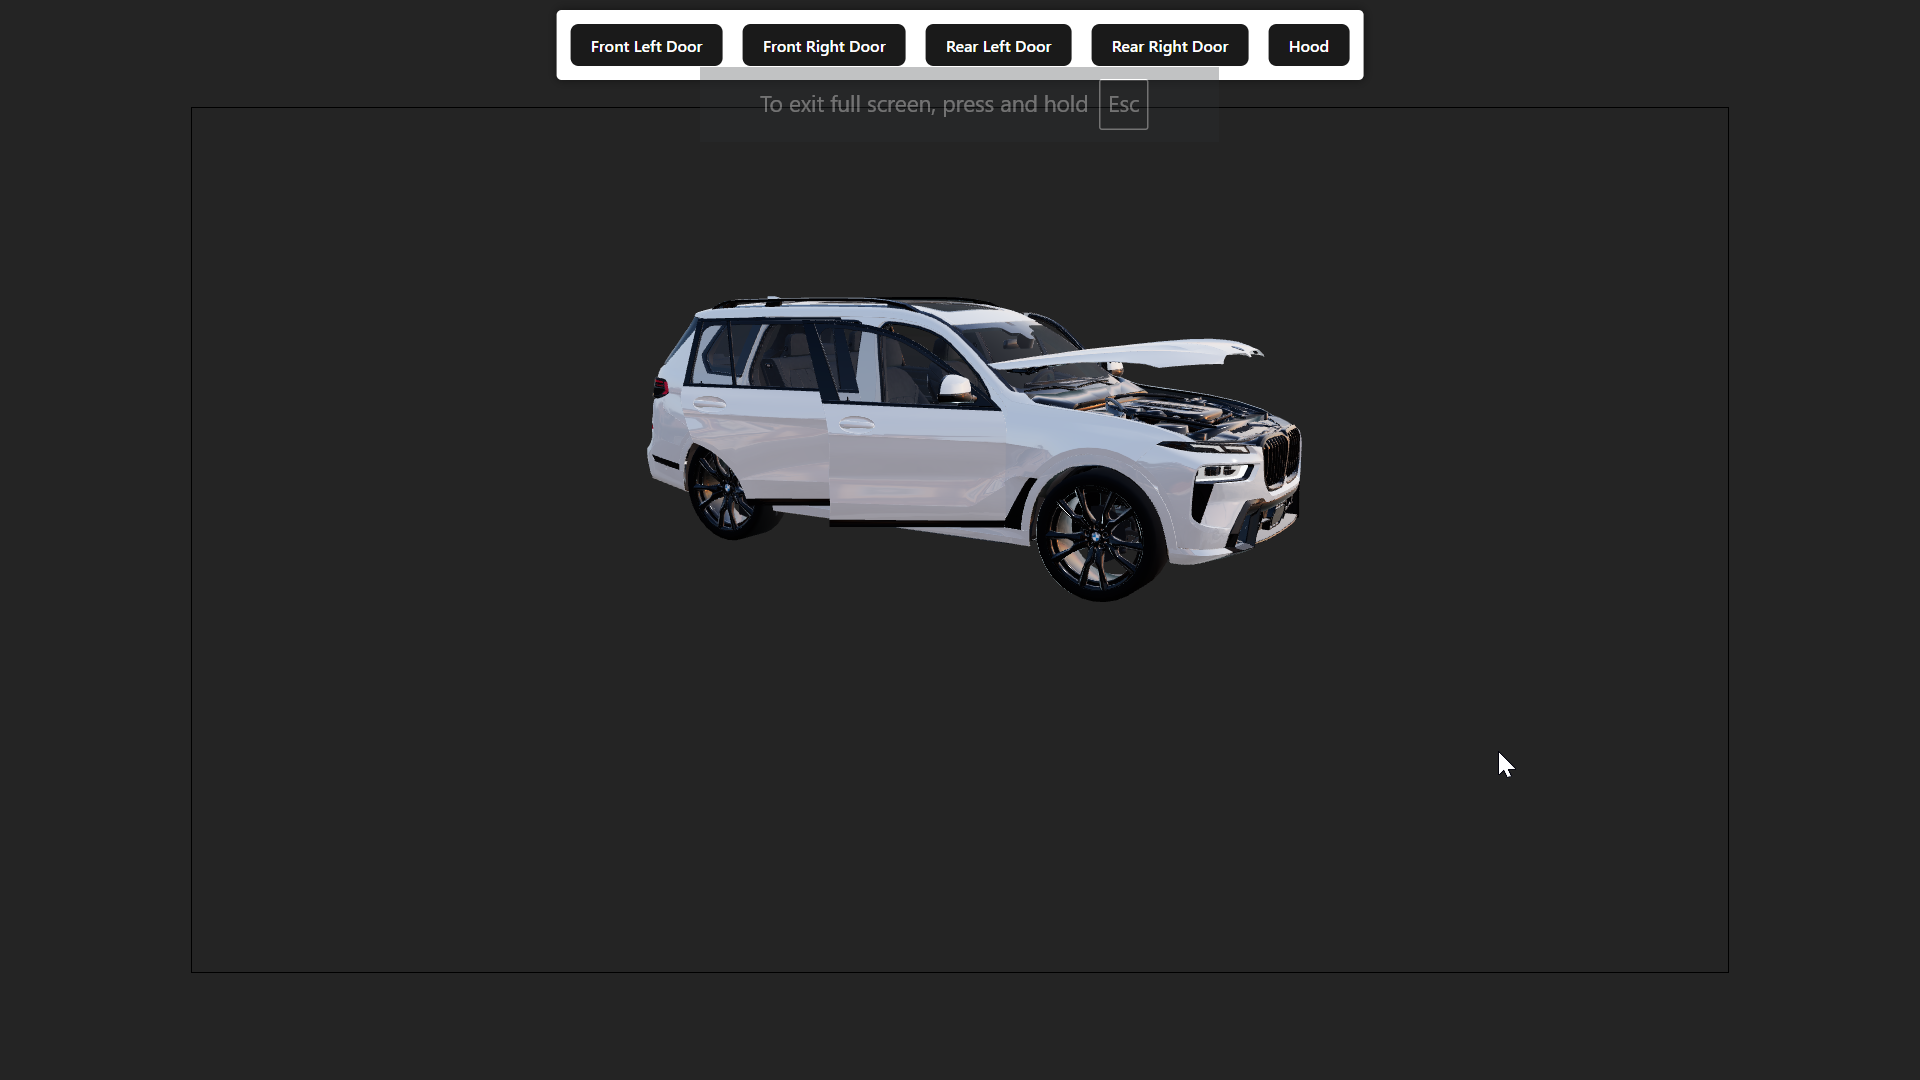 Front Left Door
Front Right Door
Rear Left Door
Rear Right Door
Hood
To exit full screen, press and hold Esc